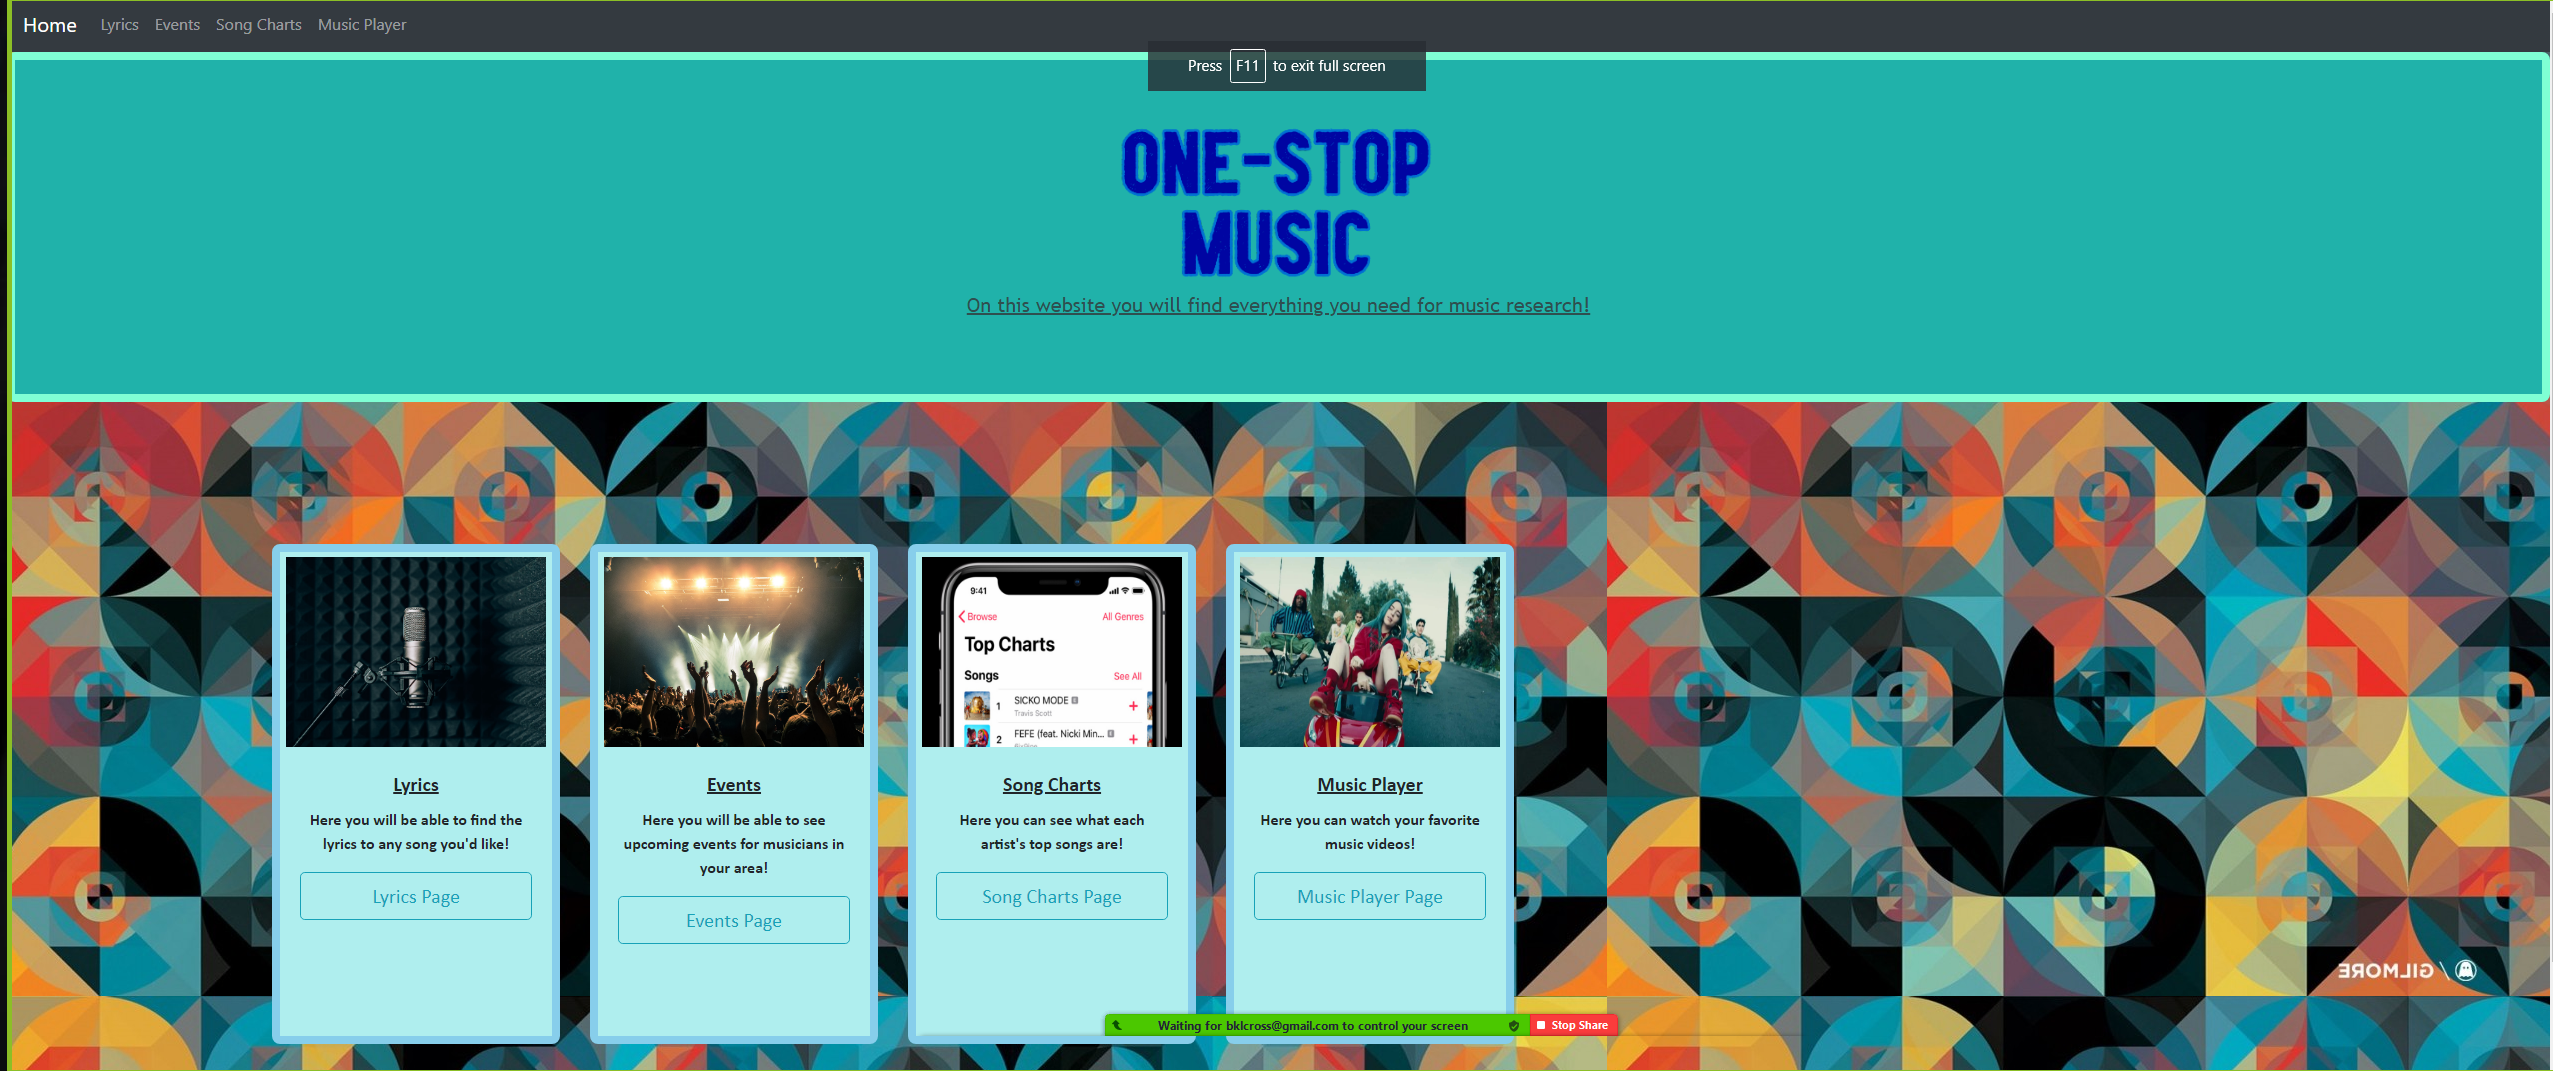 Home Lyrics Events Song Charts Music Player
Press F11 to exit full screen
ONE-STOP
MUSIC
On this website you will find everything you need for music research!
9:41
Browse All Genres
Top Charts
Songs See All
1 SICKO MODE E
Travis Scott
2 FEFE (feat. Nicki Min... E
Lyrics
Here you will be able to find the
lyrics to any song you'd like!
Lyrics Page
Events
Here you will be able to see
upcoming events for musicians in
your area!
Events Page
Song Charts
Here you can see what each
artist's top songs are!
Song Charts Page
Music Player
Here you can watch your favorite
music videos!
Music Player Page
GILMORE
Waiting for bklcross@gmail.com to control your screen Stop Share